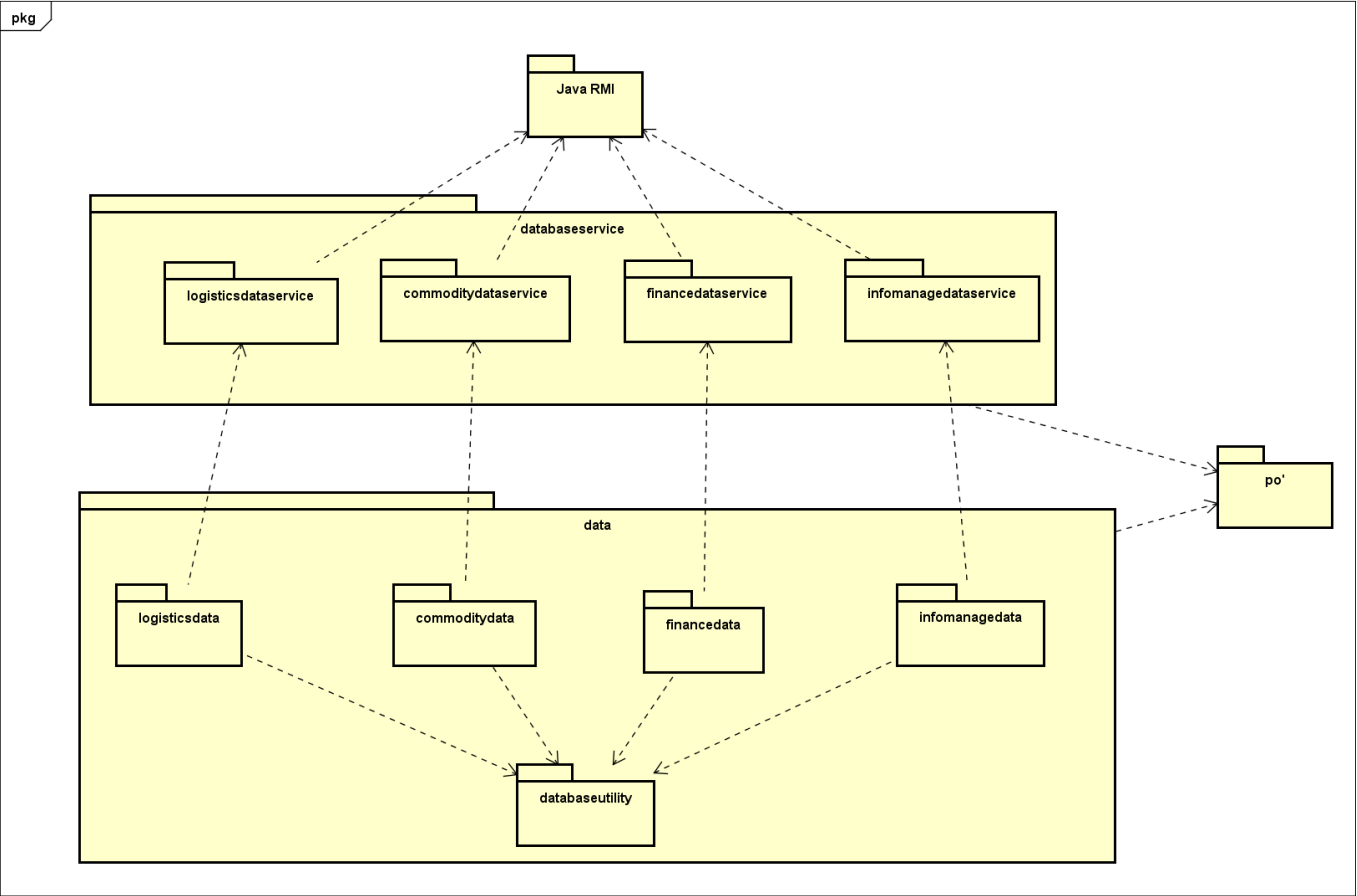 pkg
Java RMI
databaseservice
logisticsdataservice
commoditydataservice
financedataservice
infomanagedataservice
po'
data
logisticsdata
commoditydata
financedata
infomanagedata
databaseutility